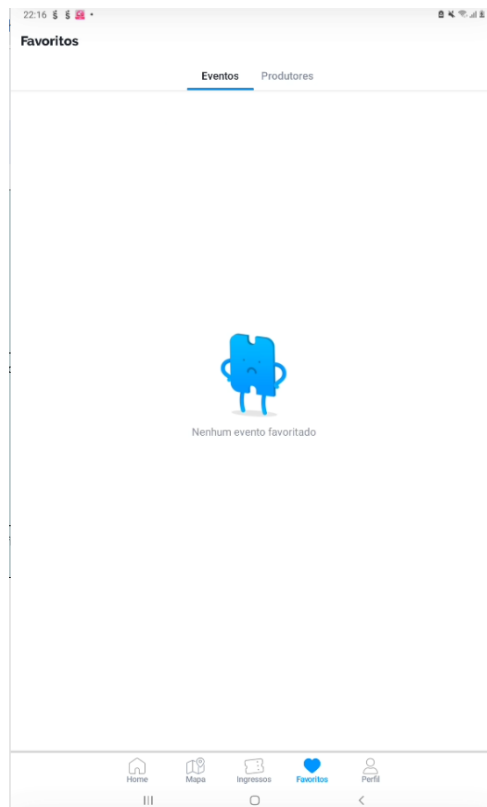 22:16
Favoritos
Eventos Produtores
Nenhum evento favoritado
Home Mapa Ingressos Favoritos Perfil